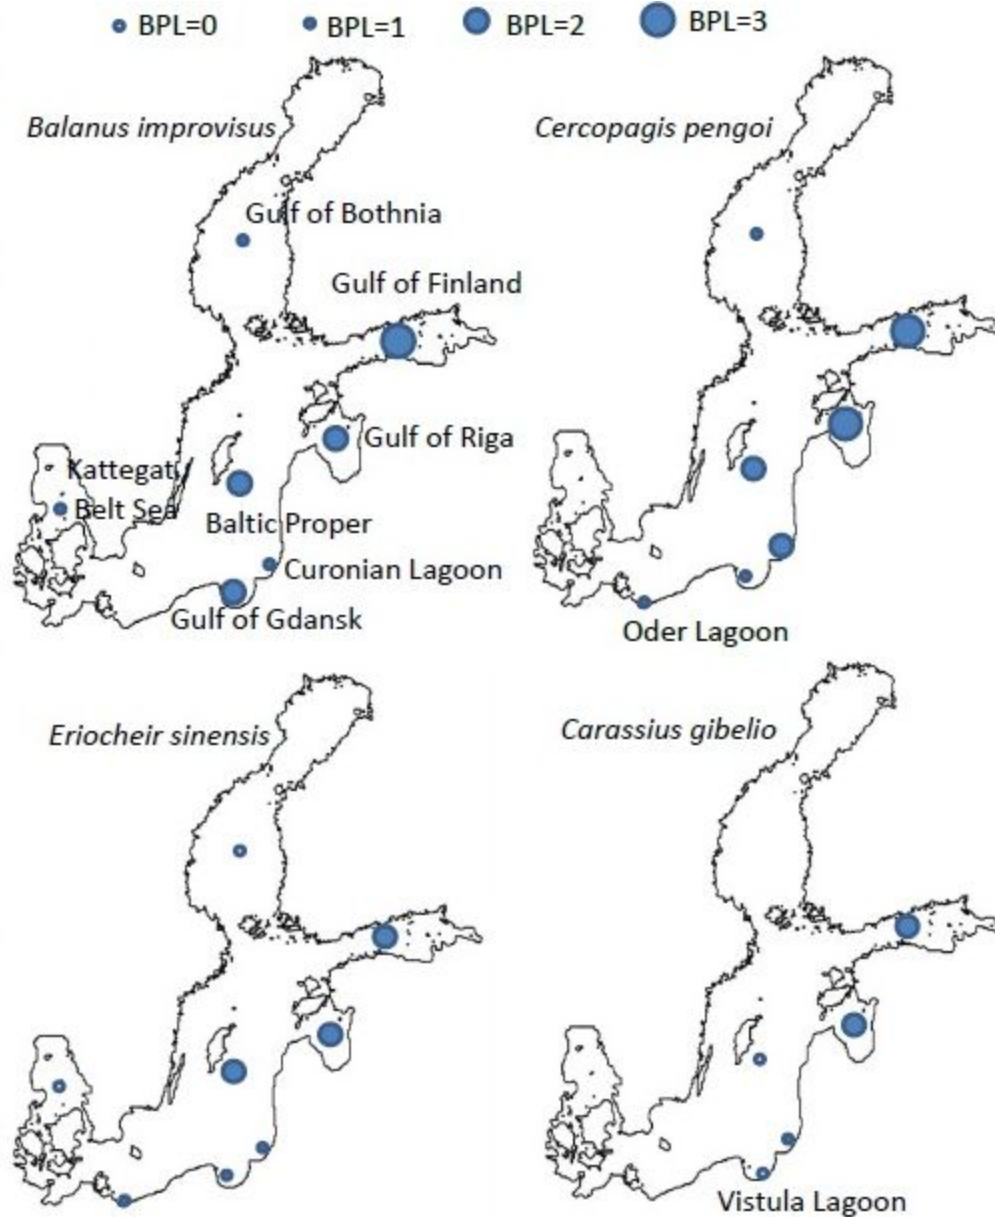 BPL=0 BPL=1 BPL=2 BPL=3
Balanus improvisus
Cercopagis pengoi
Gulf of Bothnia
Gulf of Finland
Gulf of Riga
Kattegat,
Belt Sea
Baltic Proper
Curonian Lagoon
Gulf of Gdansk
Oder Lagoon
Eriocheir sinensis
Carassius gibelio
Vistula Lagoon